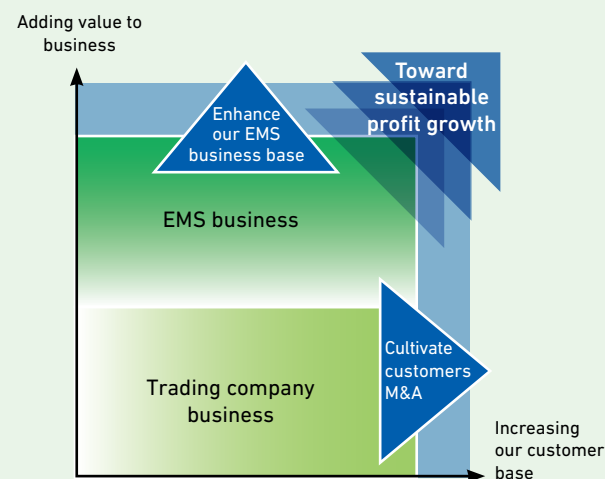 Adding value to
business
Toward
sustainable
profit growth
Enhance
our EMS
business base
EMS business
Cultivate
customers
M&A
Trading company
business
Increasing
our customer
base